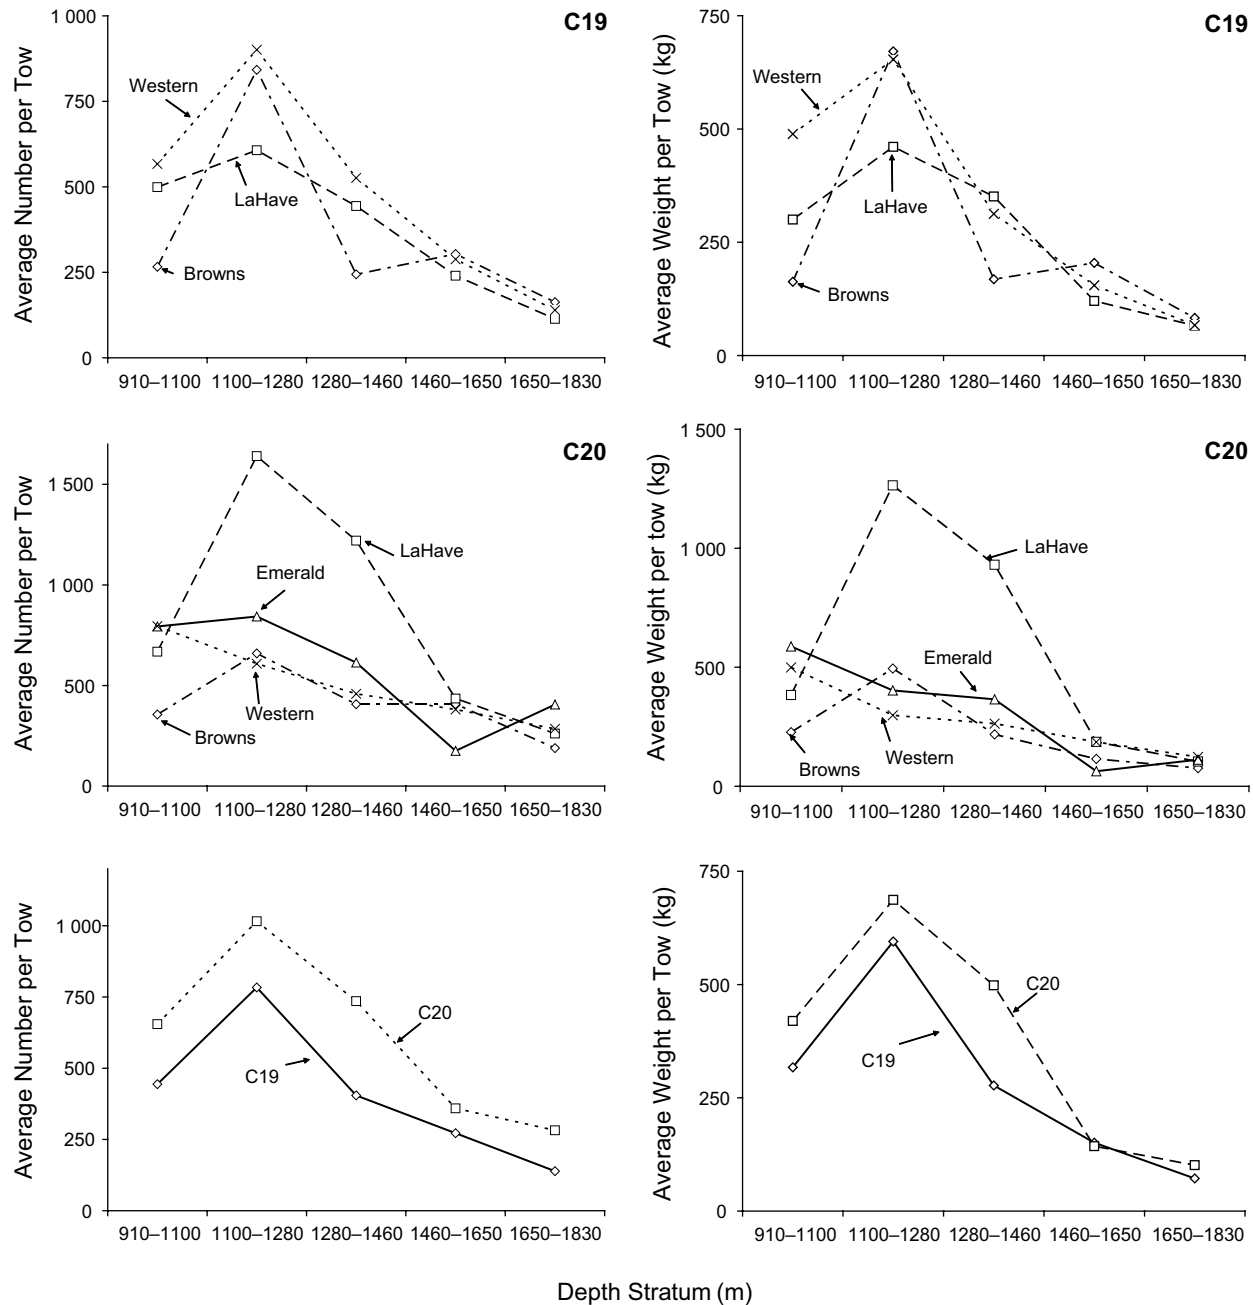 C19
Average Number per Tow
1 000
750
500
250
0
Western
LaHave
Browns
910–1100 1100–1280 1280–1460 1460–1650 1650–1830
C19
Average Weight per Tow (kg)
750
500
250
0
Western
LaHave
Browns
910–1100 1100–1280 1280–1460 1460–1650 1650–1830
C20
Average Number per Tow
1 500
1 000
500
0
LaHave
Emerald
Western
Browns
910–1100 1100–1280 1280–1460 1460–1650 1650–1830
C20
Average Weight per tow (kg)
1 500
1 000
500
0
LaHave
Emerald
Western
Browns
910–1100 1100–1280 1280–1460 1460–1650 1650–1830
Average Number per Tow
1 000
750
500
250
0
C20
C19
910–1100 1100–1280 1280–1460 1460–1650 1650–1830
Average Weight per Tow (kg)
750
500
250
0
C20
C19
910–1100 1100–1280 1280–1460 1460–1650 1650–1830
Depth Stratum (m)